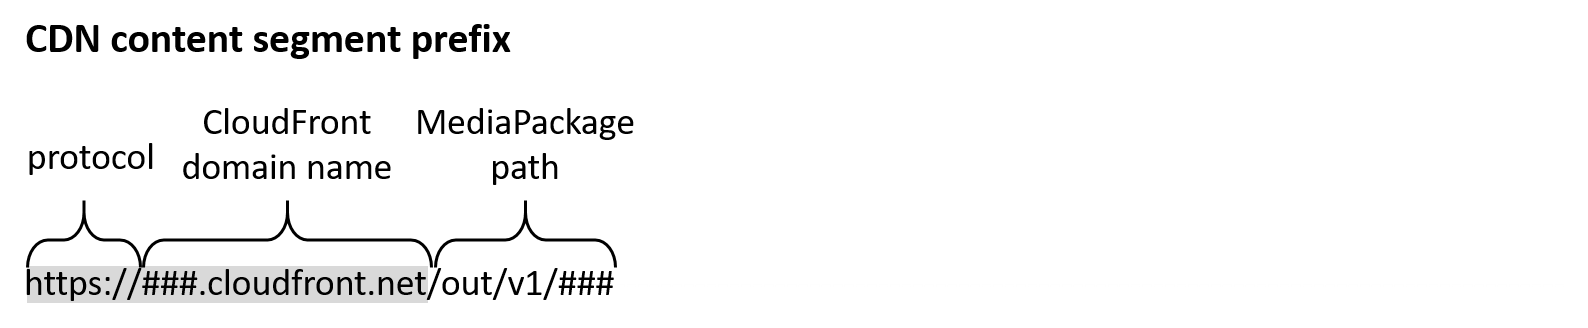 CDN content segment prefix
protocol
CloudFront
domain name
MediaPackage
path
https://###.cloudfront.net/out/v1/###